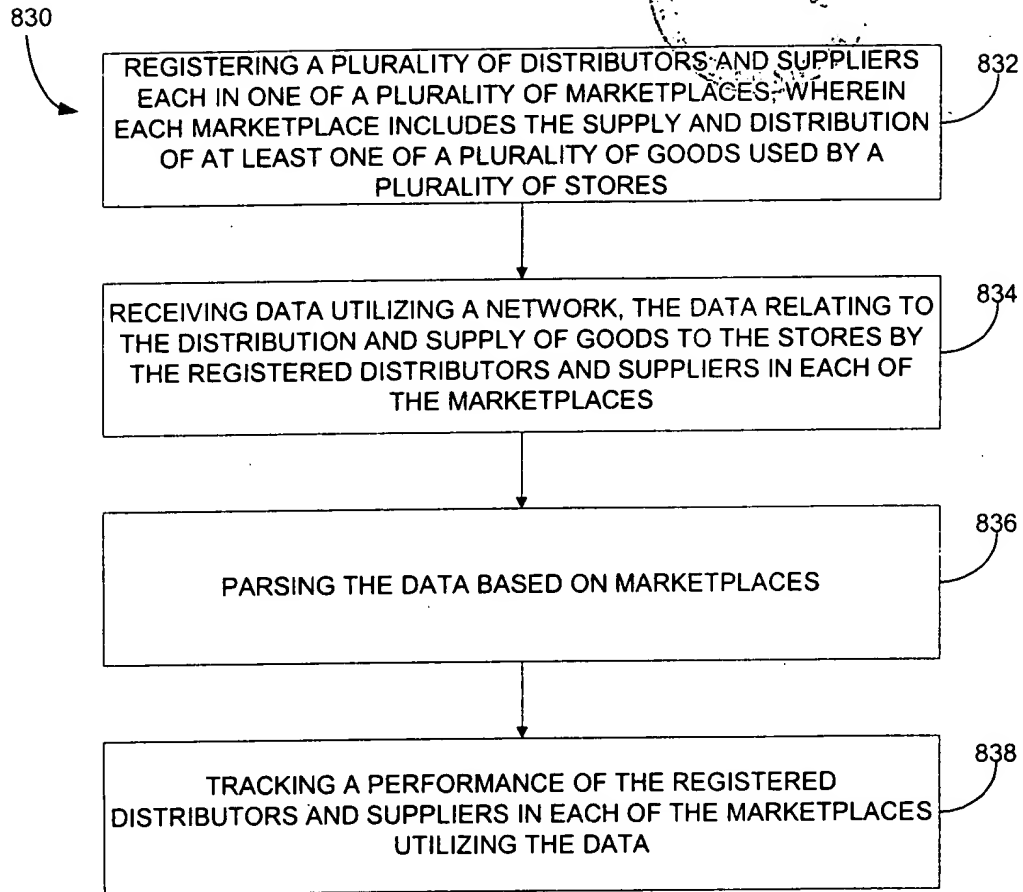 830
REGISTERING A PLURALITY OF DISTRIBUTORS AND SUPPLIERS
EACH IN ONE OF A PLURALITY OF MARKETPLACES, WHEREIN
EACH MARKETPLACE INCLUDES THE SUPPLY AND DISTRIBUTION
OF AT LEAST ONE OF A PLURALITY OF GOODS USED BY A
PLURALITY OF STORES
832
RECEIVING DATA UTILIZING A NETWORK, THE DATA RELATING TO
THE DISTRIBUTION AND SUPPLY OF GOODS TO THE STORES BY
THE REGISTERED DISTRIBUTORS AND SUPPLIERS IN EACH OF
THE MARKETPLACES
834
PARSING THE DATA BASED ON MARKETPLACES
836
TRACKING A PERFORMANCE OF THE REGISTERED
DISTRIBUTORS AND SUPPLIERS IN EACH OF THE MARKETPLACES
UTILIZING THE DATA
838